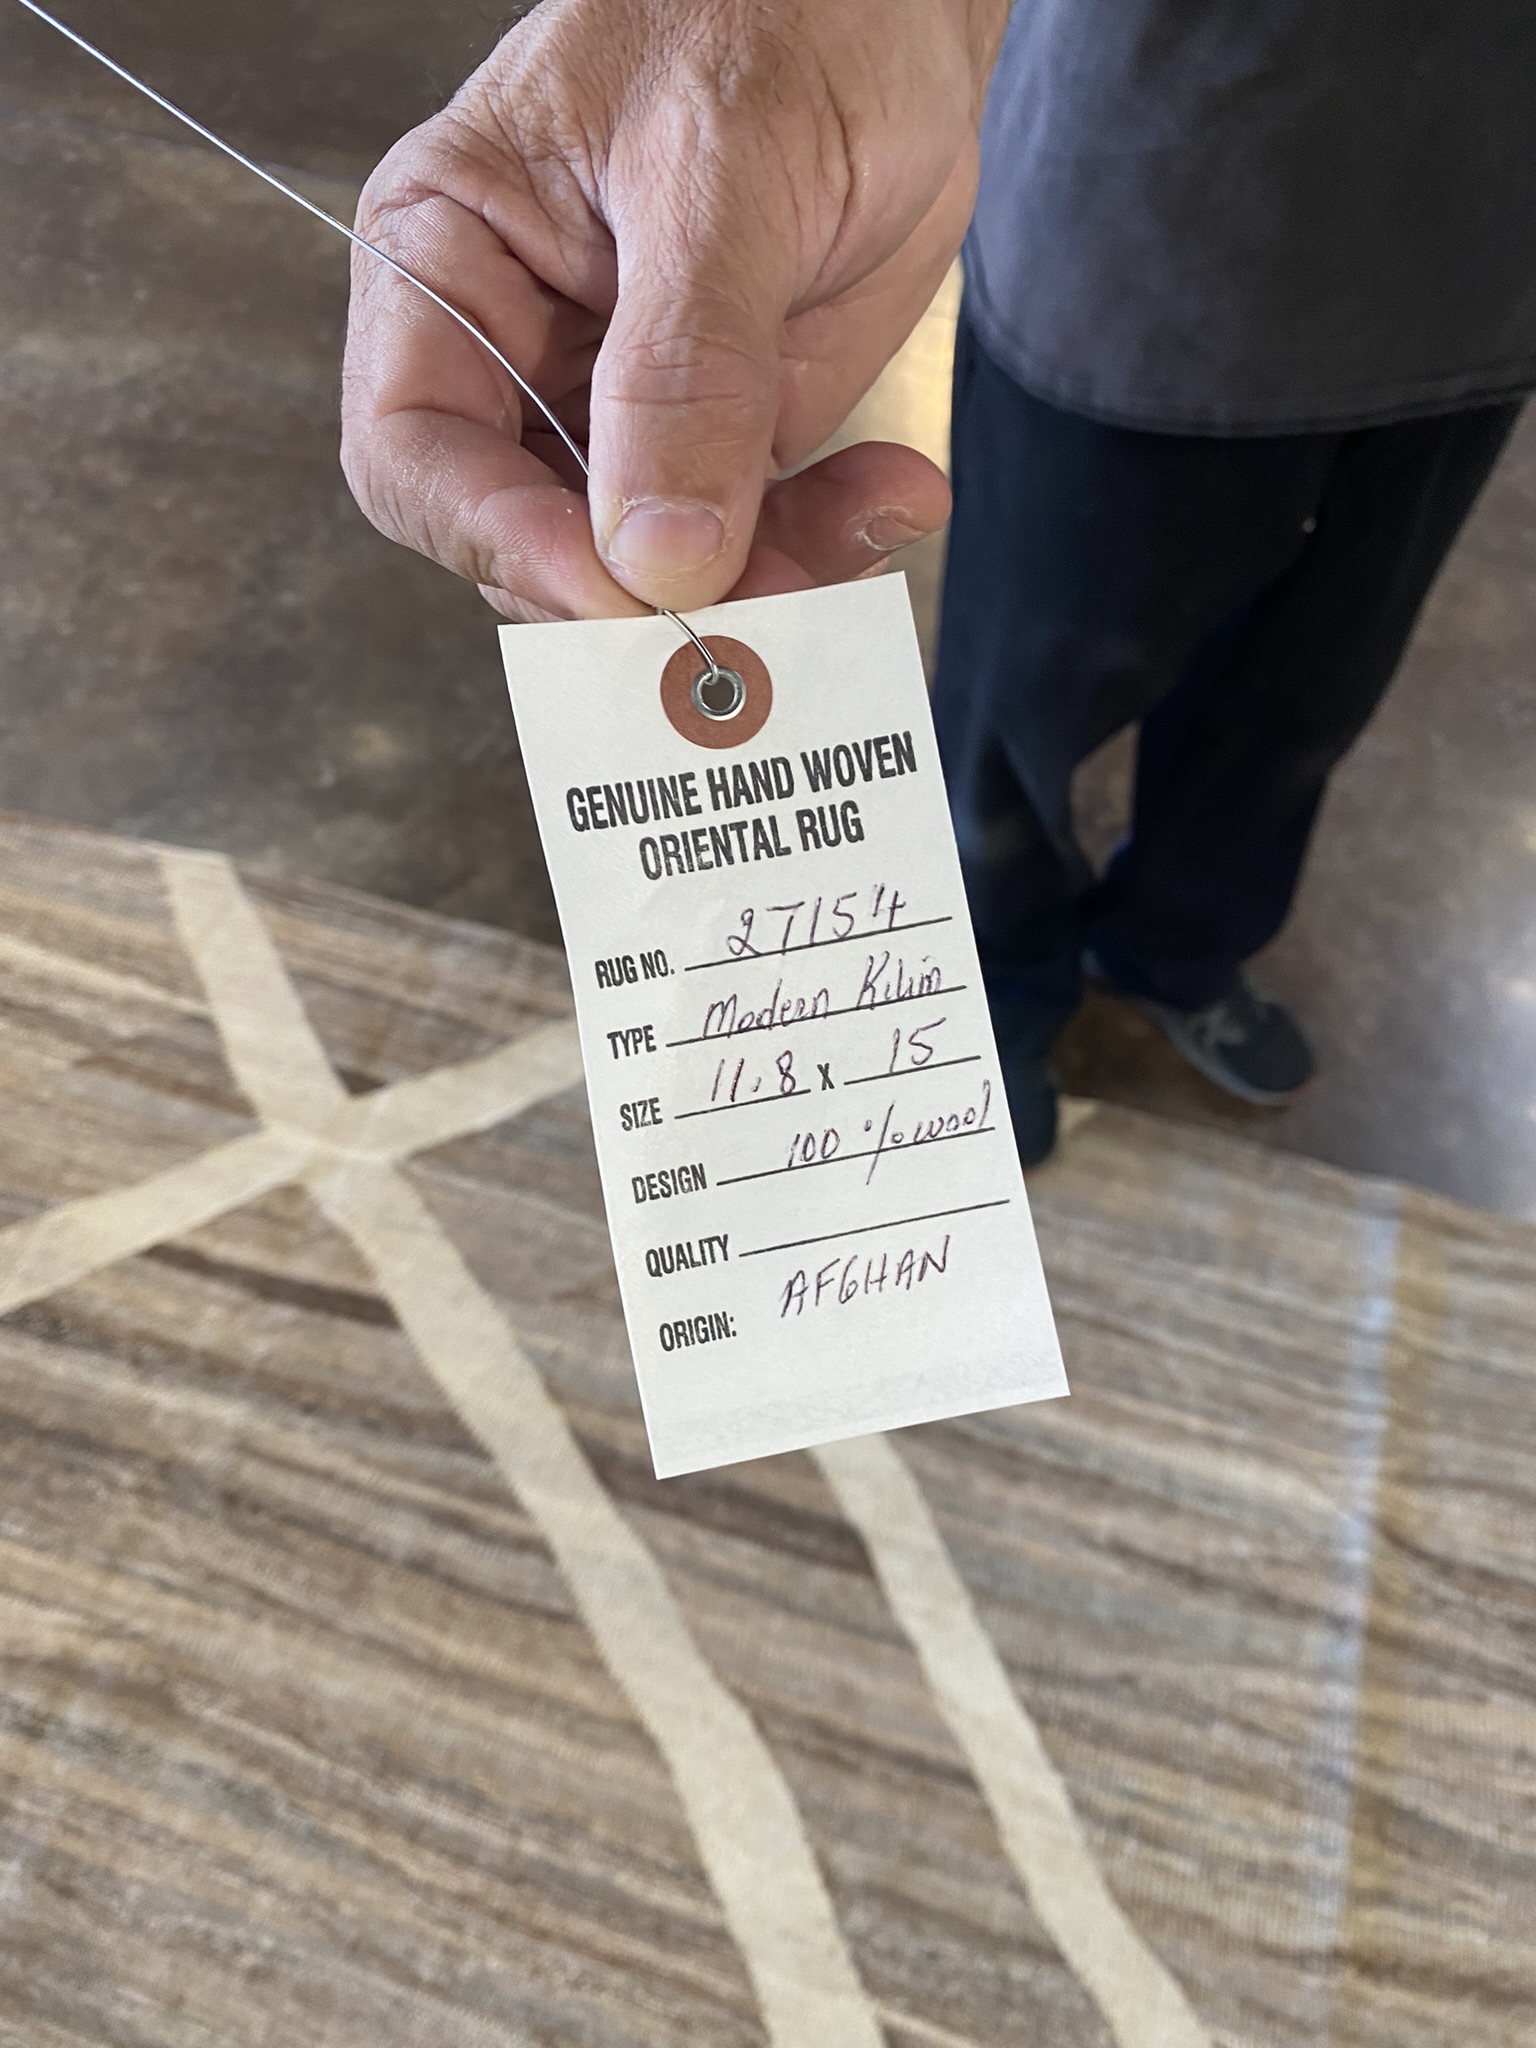 GENUINE HAND WOVEN
ORIENTAL RUG
RUG NO. 27154
TYPE Modern Kilim
SIZE 11.8 X 15
DESIGN 100 % wool
QUALITY
ORIGIN: AFGHAN